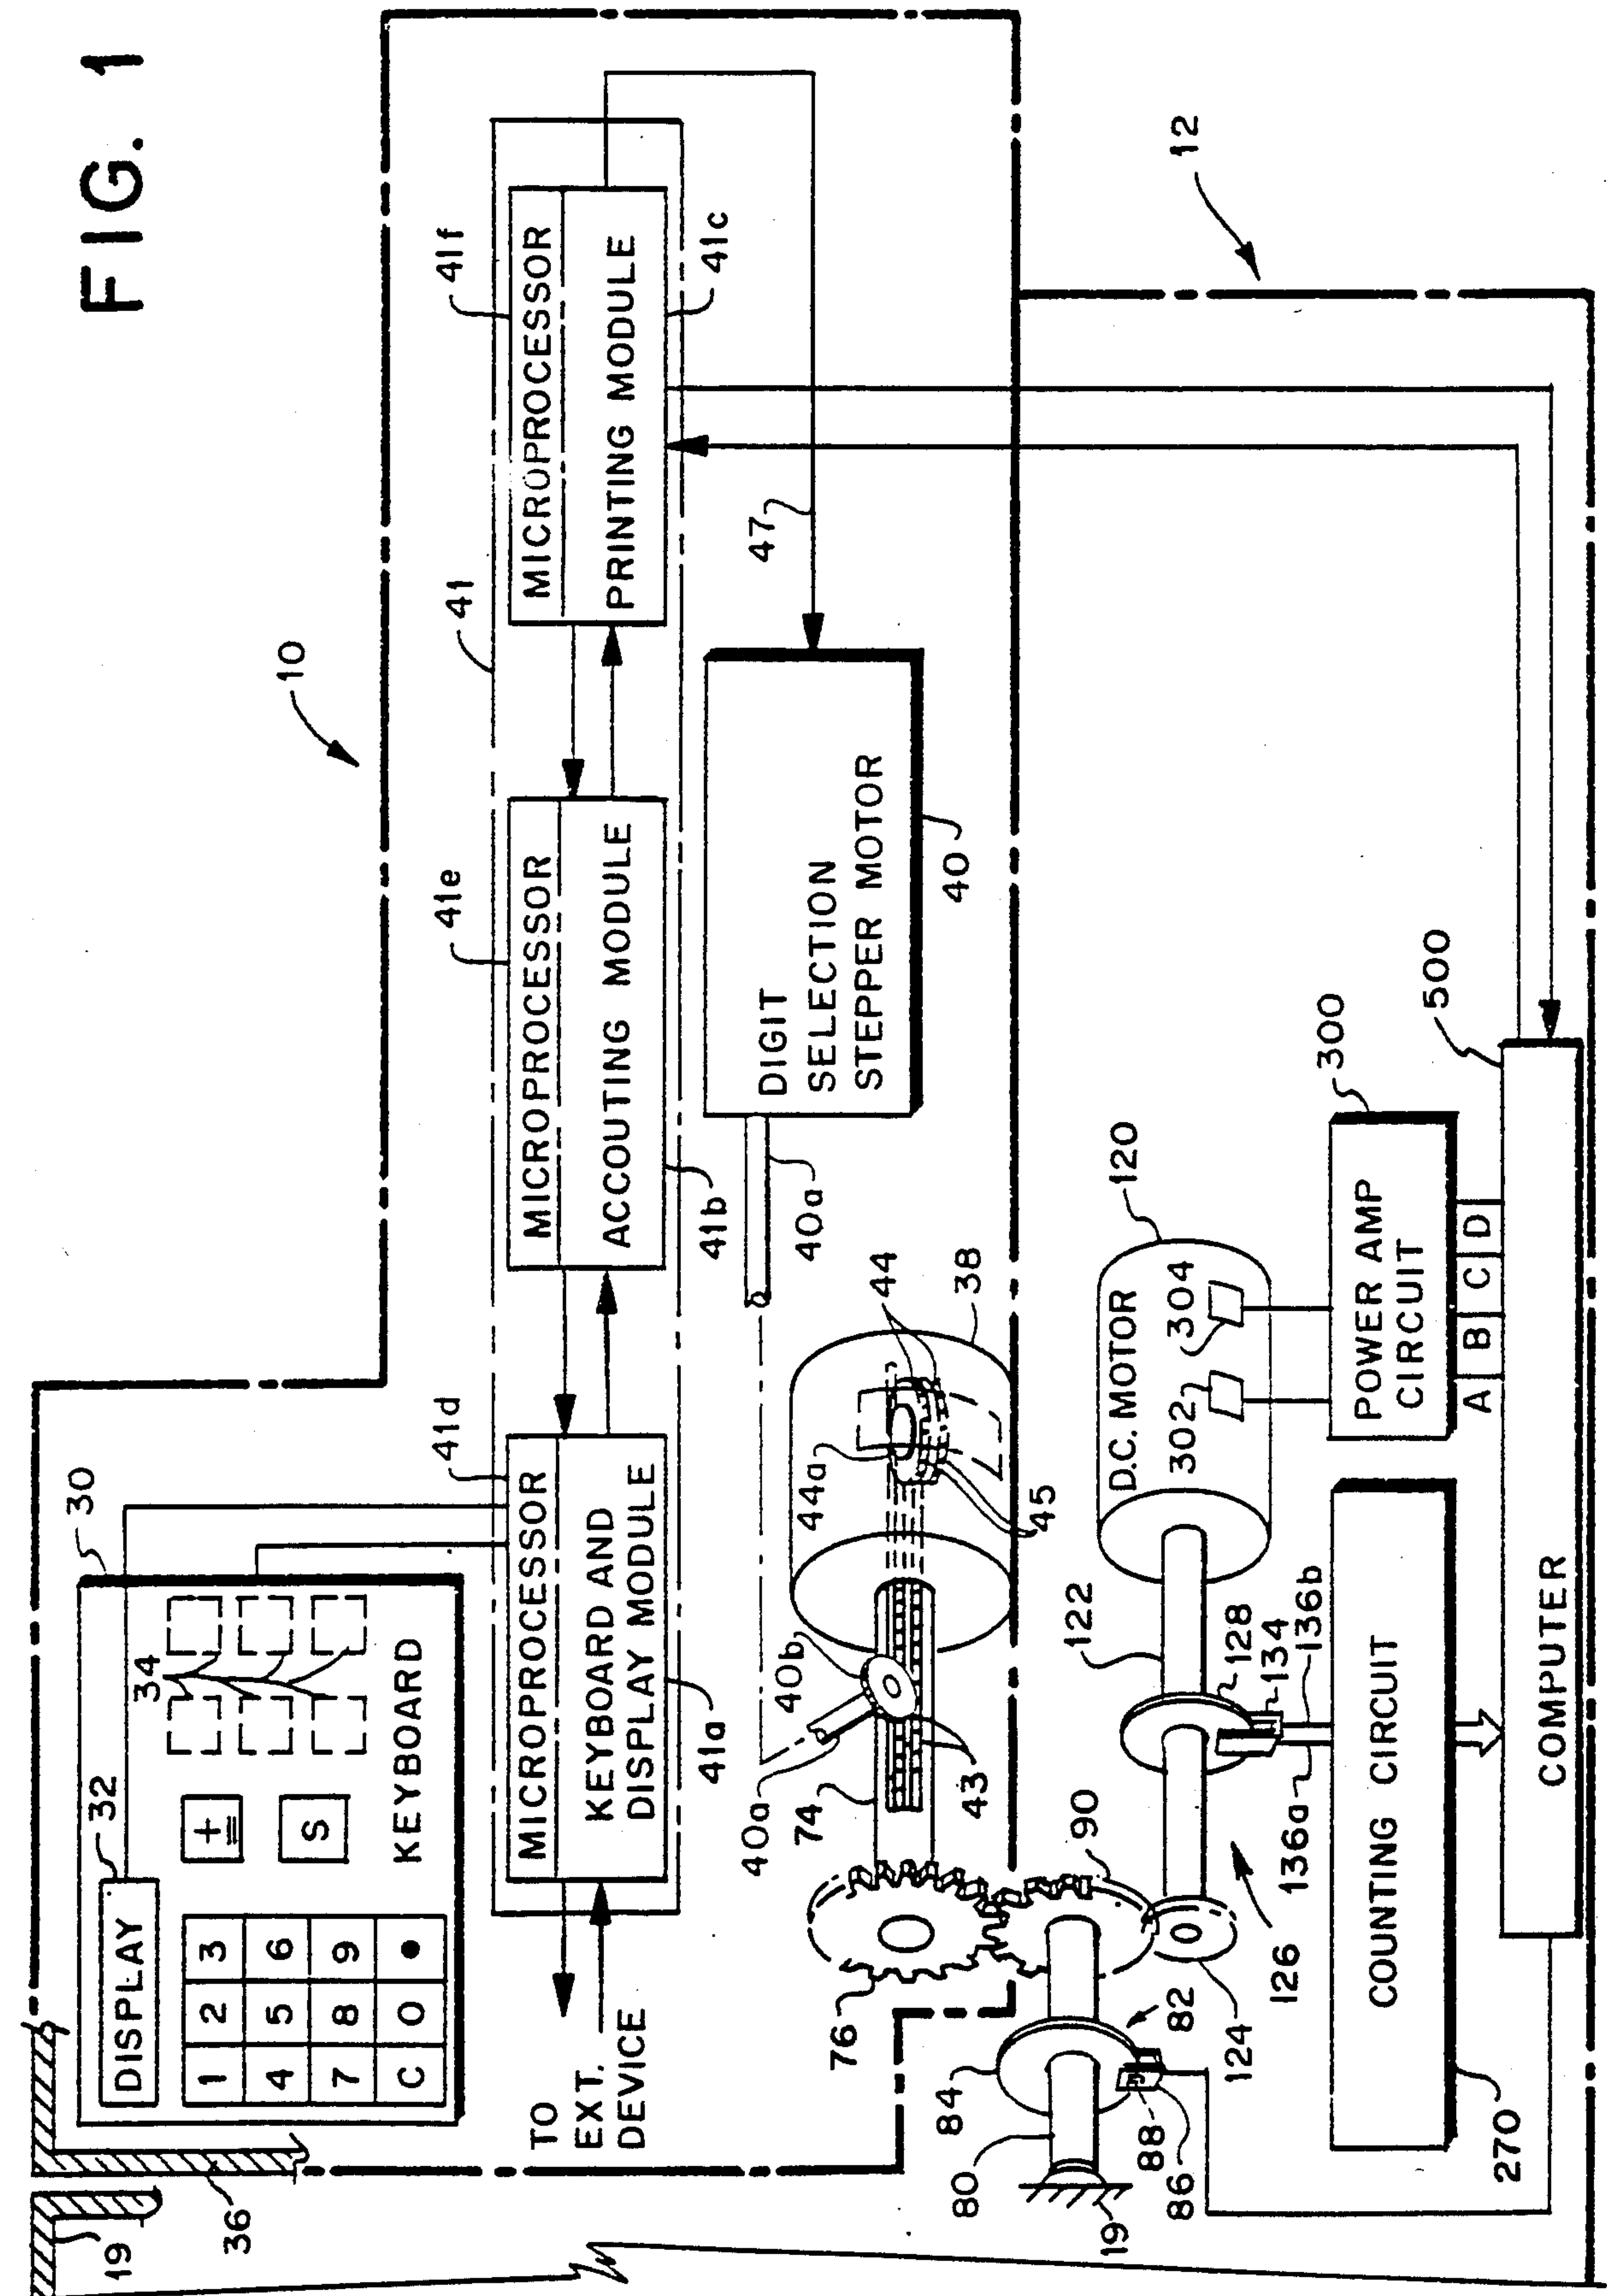 FIG. 1
10
12
30
32
DISPLAY
34
1 2 3
4 5 6
7 8 9
C 0 ●
+
=
S
KEYBOARD
36
19
41
41d
MICROPROCESSOR
KEYBOARD AND
DISPLAY MODULE
41a
41e
MICROPROCESSOR
ACCOUTING MODULE
41b
41f
MICROPROCESSOR
PRINTING MODULE
41c
TO
EXT.
DEVICE
47
DIGIT
SELECTION
STEPPER MOTOR
40
40a
40a
40b
44a
44
38
45
43
74
76
90
84
82
80
88
86
19
124
126
122
128
134
136a
136b
D.C. MOTOR
120
302
304
POWER AMP
CIRCUIT
300
A B C D
COUNTING CIRCUIT
270
COMPUTER
500